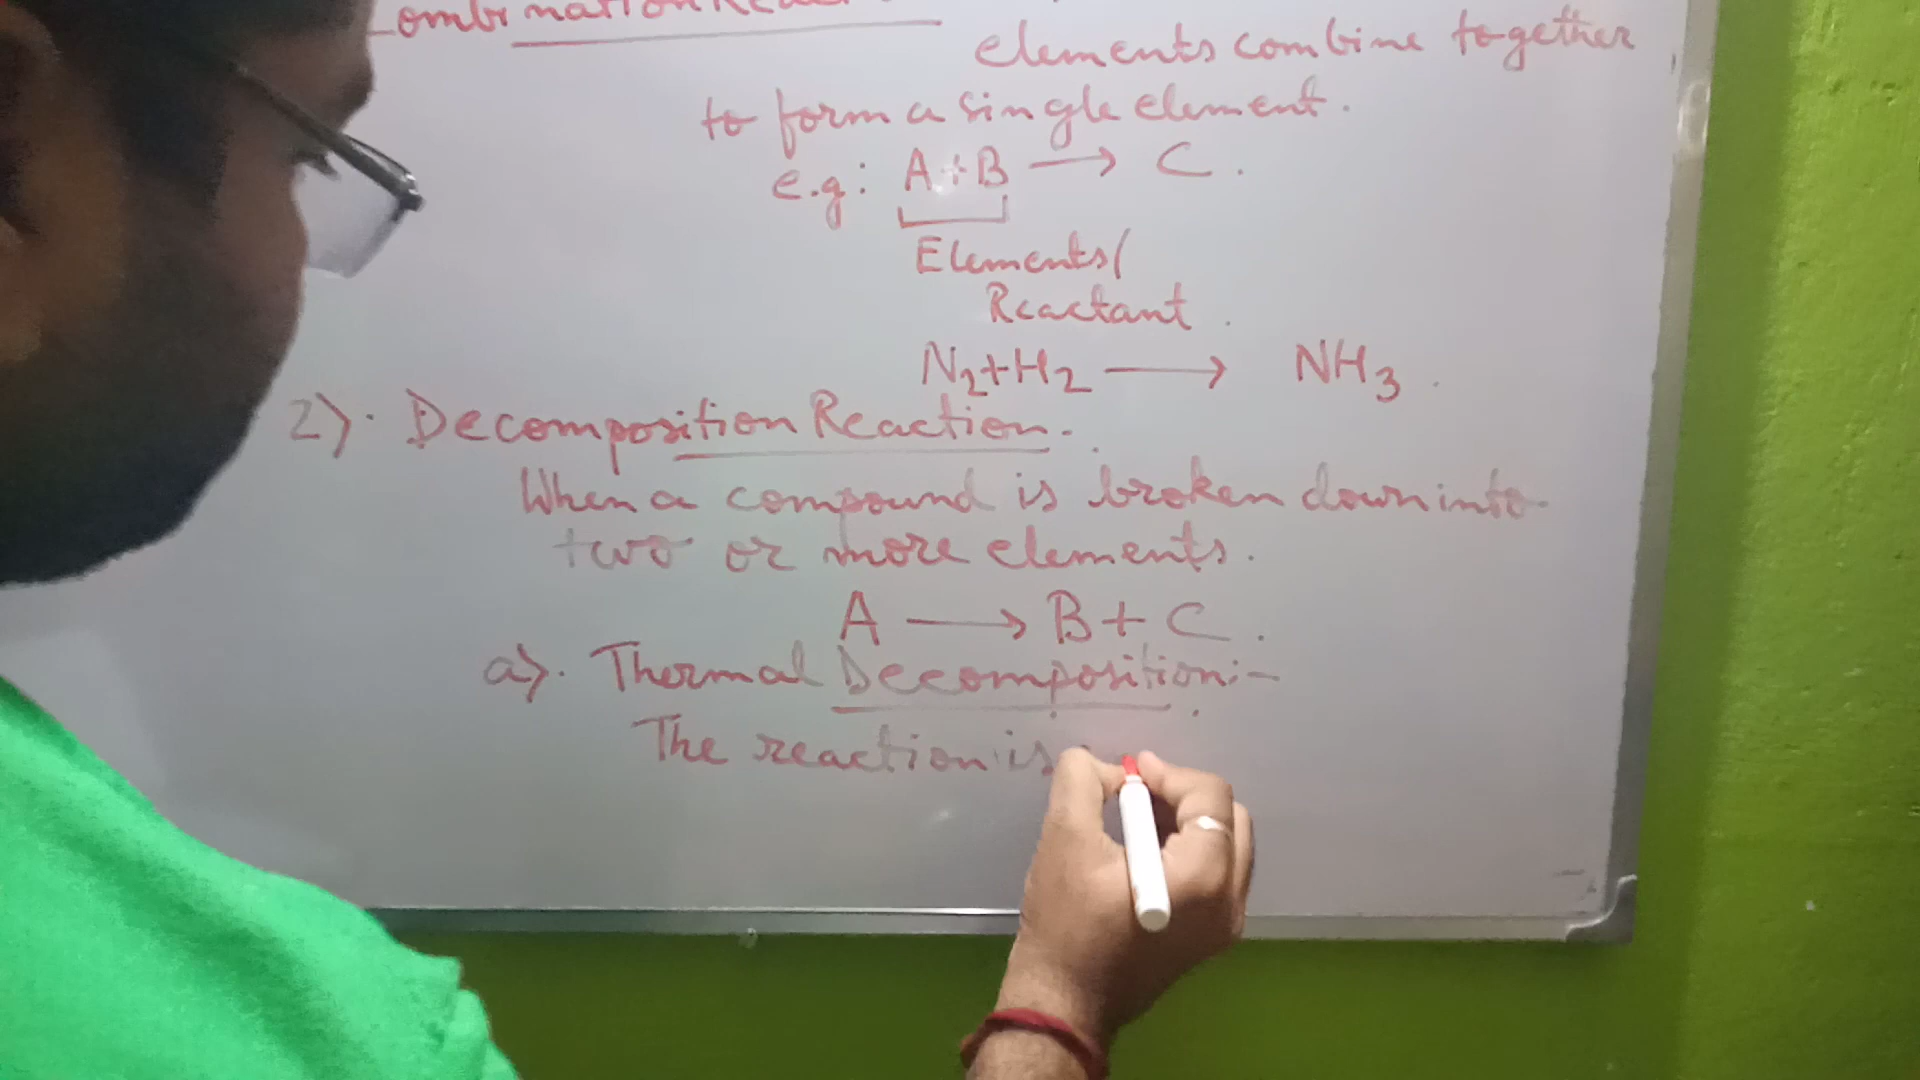 Combination Reac
elements combine together
to form a single element.
e.g: A+B → C.
Elements/
Reactant.
N₂+H₂ → NH₃.
2). Decomposition Reaction.
When a compound is broken down into
two or more elements.
A → B + C.
a). Thermal Decomposition:-
The reaction is